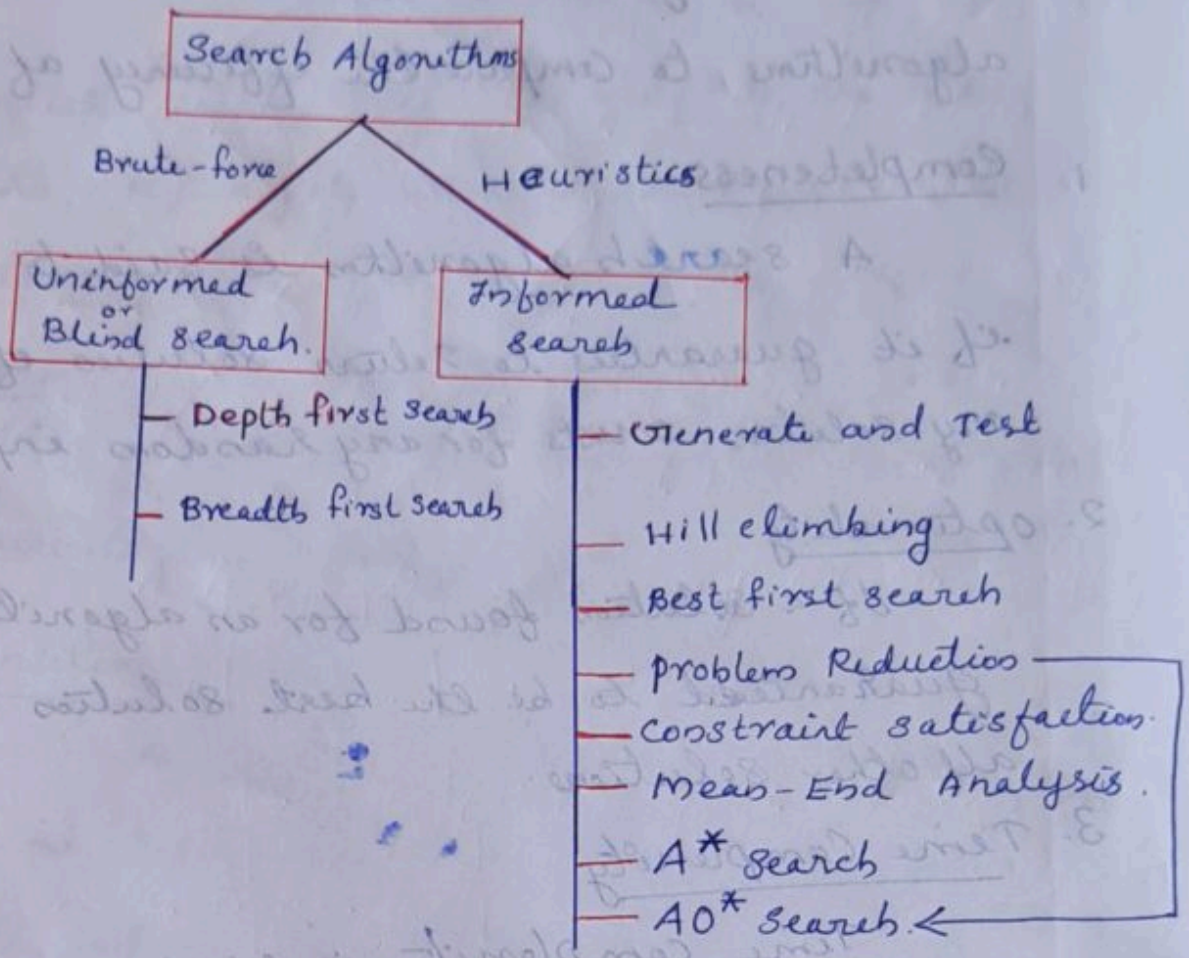 Search Algorithms
Brute-force
Heuristics
Uninformed
or
Blind search.
Informed
search
Depth first search
Breadth first search
Generate and Test
Hill climbing
Best first search
Problem Reduction
Constraint satisfaction.
Mean-End Analysis.
A* search
AO* search.